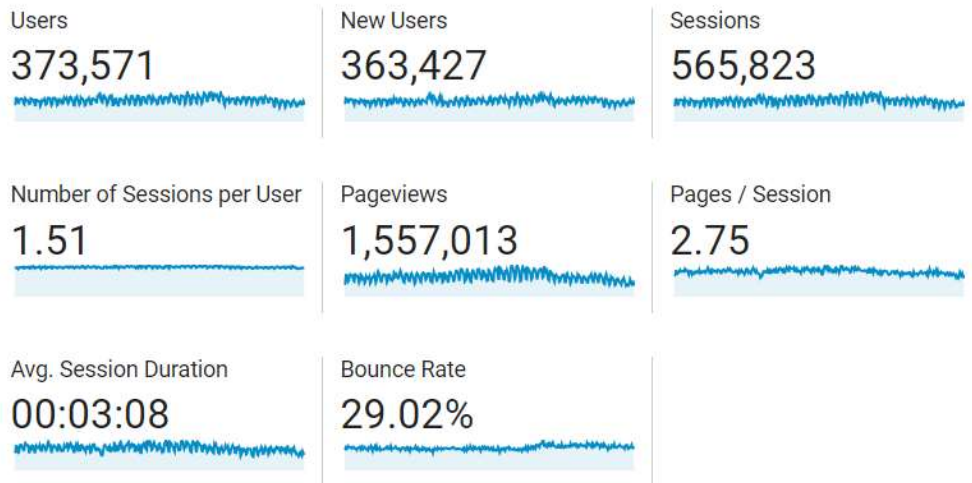 Users
373,571
New Users
363,427
Sessions
565,823
Number of Sessions per User
1.51
Pageviews
1,557,013
Pages / Session
2.75
Avg. Session Duration
00:03:08
Bounce Rate
29.02%